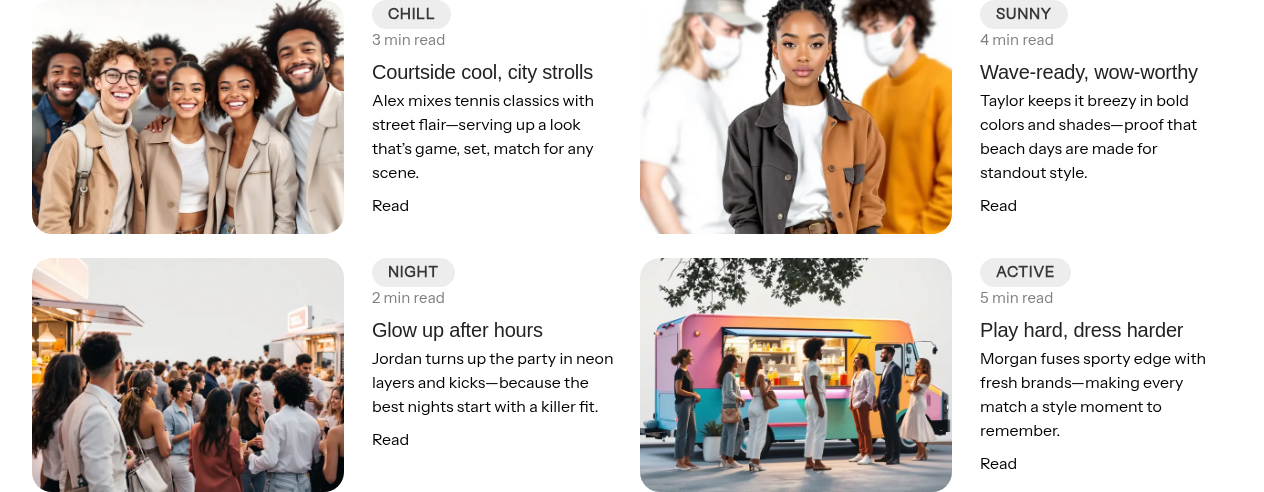 CHILL
3 min read
Courtside cool, city strolls
Alex mixes tennis classics with
street flair—serving up a look
that's game, set, match for any
scene.
Read
SUNNY
4 min read
Wave-ready, wow-worthy
Taylor keeps it breezy in bold
colors and shades—proof that
beach days are made for
standout style.
Read
NIGHT
2 min read
Glow up after hours
Jordan turns up the party in neon
layers and kicks—because the
best nights start with a killer fit.
Read
ACTIVE
5 min read
Play hard, dress harder
Morgan fuses sporty edge with
fresh brands—making every
match a style moment to
remember.
Read